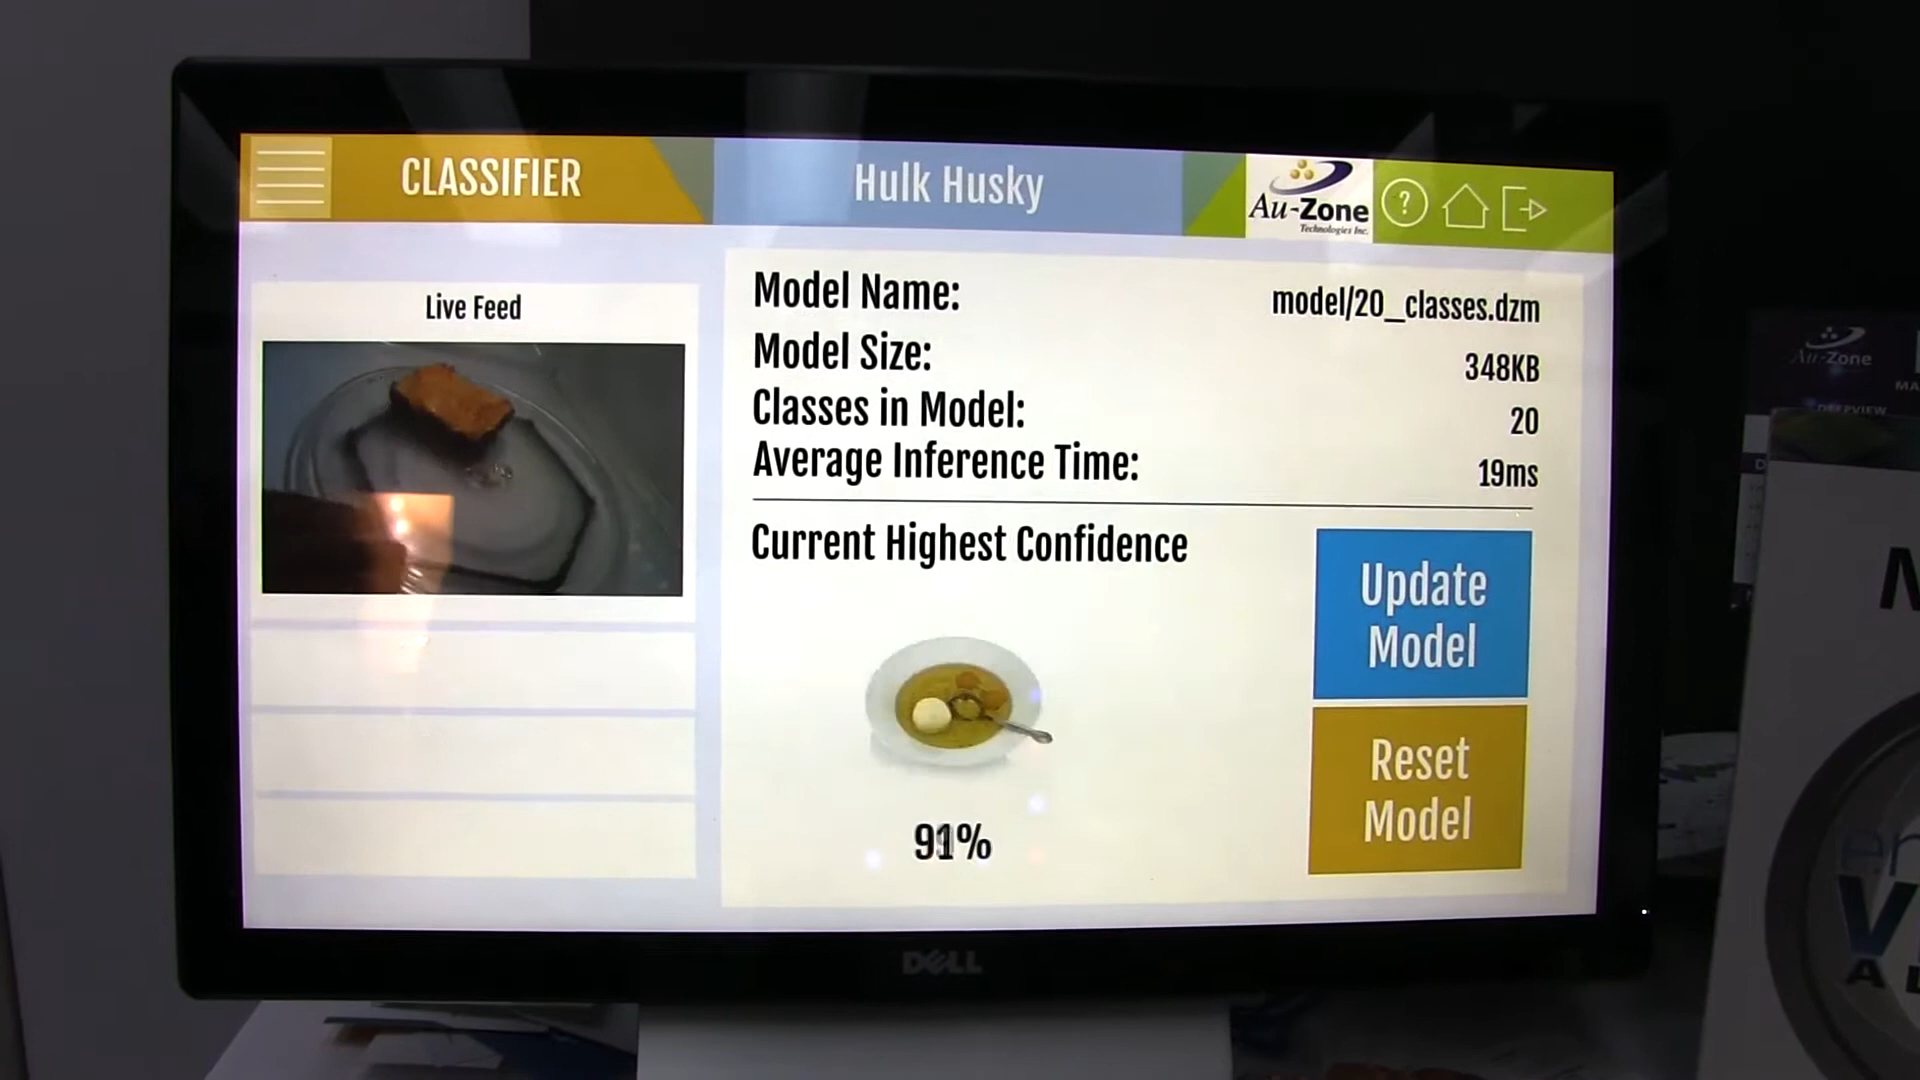 CLASSIFIER
Hulk Husky
Au-Zone
Technologies Inc.
?
Live Feed
Model Name: model/20_classes.dzm
Model Size: 348KB
Classes in Model: 20
Average Inference Time: 19ms
Current Highest Confidence
91%
Update
Model
Reset
Model
DELL
Au-Zone
DEEPVIEW